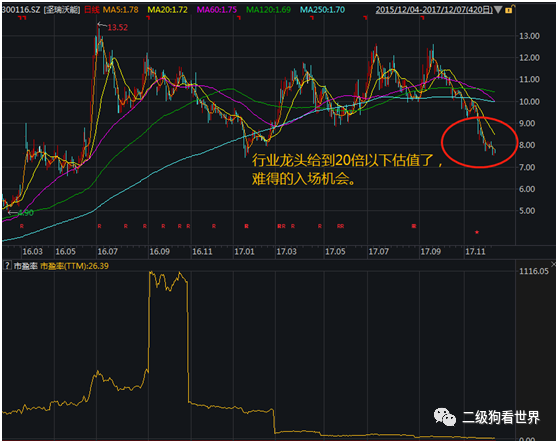 300116.SZ [坚瑞沃能] 日线 MA5:1.78 MA20:1.72 MA60:1.75 MA120:1.69 MA250:1.70 2015/12/04-2017/12/07(420日)
13.52
13.00
12.00
11.00
10.00
9.00
8.00
7.00
6.00
5.00
4.90
行业龙头给到20倍以下估值了，
难得的入场机会。
16.03 16.05 16.07 16.09 16.11 17.01 17.03 17.05 17.07 17.09 17.11
? 市盈率 市盈率(TTM):26.39
1116.05
二级狗看世界